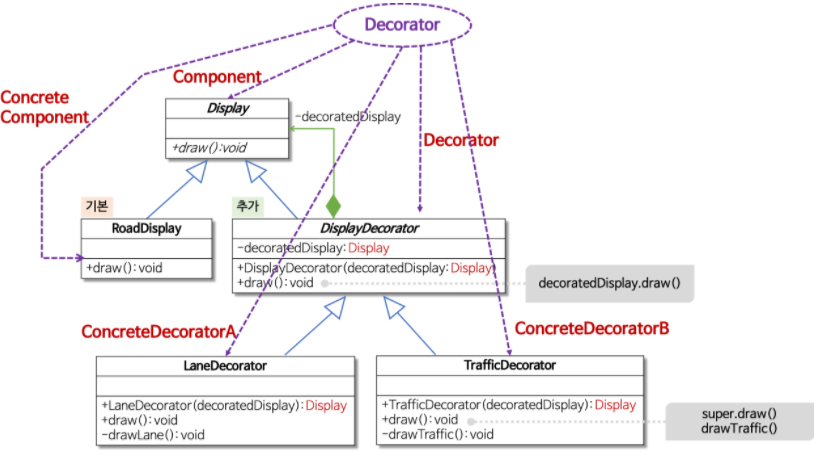 Decorator
Component
Concrete
Component
Display
-decoratedDisplay
+draw():void
Decorator
기본
추가
RoadDisplay
+draw():void
DisplayDecorator
-decoratedDisplay:Display
+DisplayDecorator(decoratedDisplay:Display)
+draw():void
decoratedDisplay.draw()
ConcreteDecoratorA
ConcreteDecoratorB
LaneDecorator
+LaneDecorator(decoratedDisplay):Display
+draw():void
-drawLane():void
TrafficDecorator
+TrafficDecorator(decoratedDisplay):Display
+draw():void
-drawTraffic():void
super.draw()
drawTraffic()